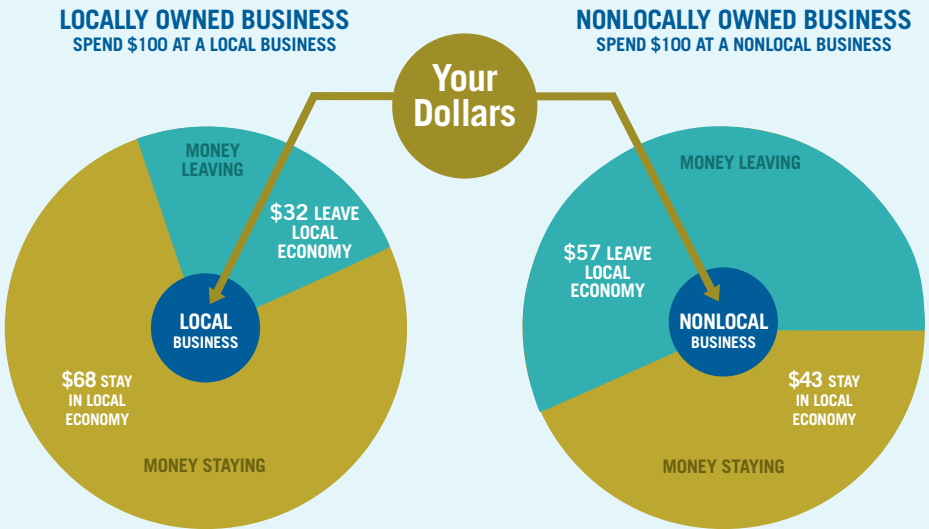 LOCALLY OWNED BUSINESS
SPEND $100 AT A LOCAL BUSINESS
NONLOCALLY OWNED BUSINESS
SPEND $100 AT A NONLOCAL BUSINESS
Your
Dollars
MONEY
LEAVING
$32 LEAVE
LOCAL
ECONOMY
LOCAL
BUSINESS
$68 STAY
IN LOCAL
ECONOMY
MONEY STAYING
MONEY LEAVING
$57 LEAVE
LOCAL
ECONOMY
NONLOCAL
BUSINESS
$43 STAY
IN LOCAL
ECONOMY
MONEY STAYING